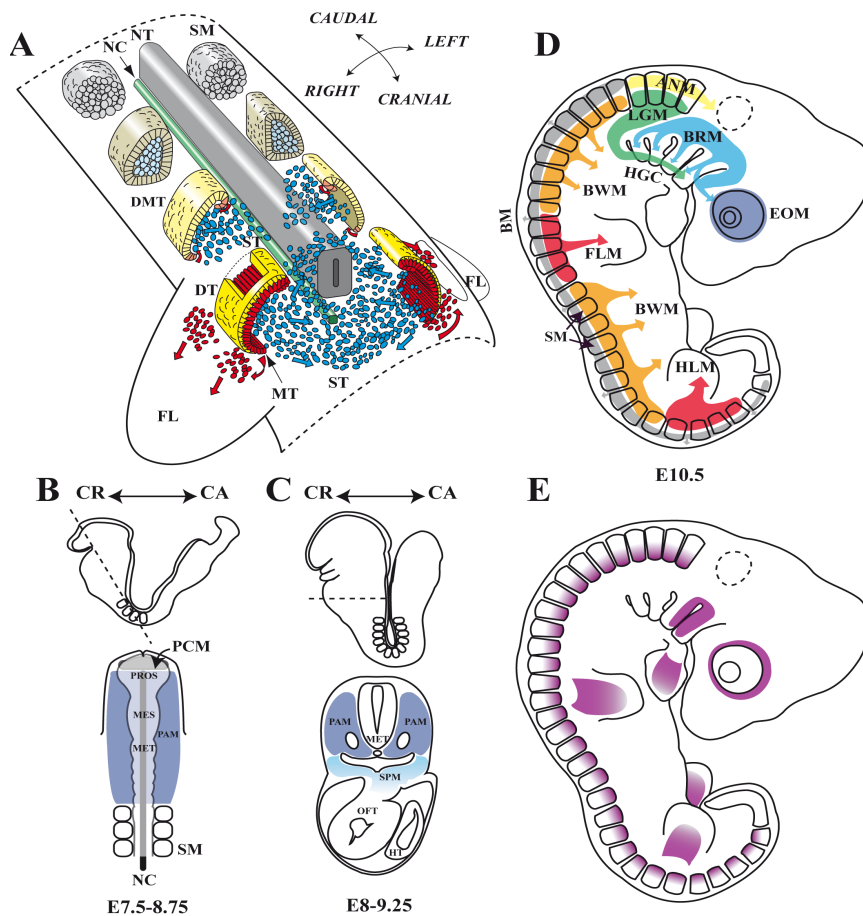 A
NC
NT
SM
CAUDAL
LEFT
RIGHT
CRANIAL
DMT
ST
DT
FL
FL
MT
ST
D
ANM
LGM
BRM
HGC
BWM
EOM
BM
FLM
BWM
SM
HLM
E10.5
B
CR
CA
PCM
PROS
MES
MET
PAM
SM
NC
E7.5-8.75
C
CR
CA
PAM
PAM
MET
SPM
OFT
HT
E8-9.25
E